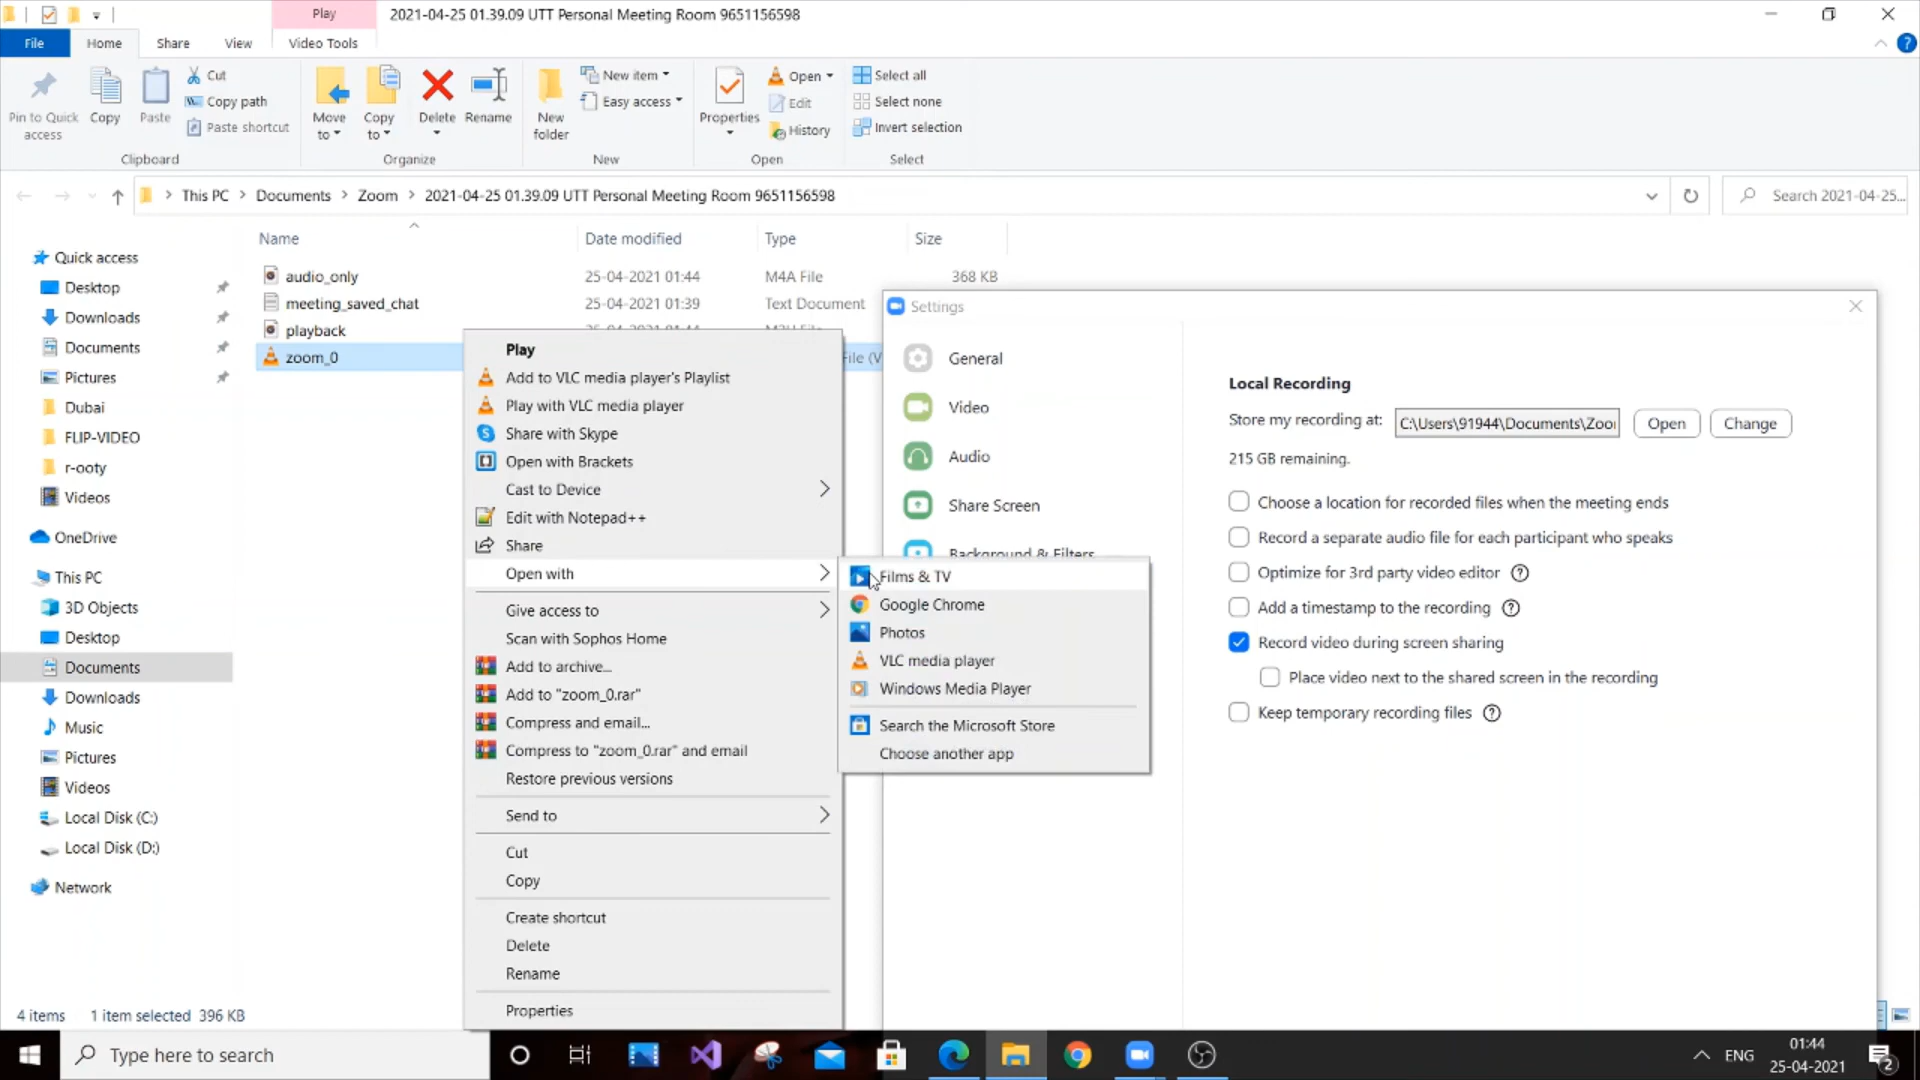 Play
2021-04-25 01.39.09 UTT Personal Meeting Room 9651156598
File
Home
Share
View
Video Tools
Pin to Quick
access
Copy
Paste
Cut
Copy path
Paste shortcut
Clipboard
Move
to
Copy
to
Delete
Rename
Organize
New
folder
New item
Easy access
New
Properties
Open
Edit
History
Open
Select all
Select none
Invert selection
Select
This PC
Documents
Zoom
2021-04-25 01.39.09 UTT Personal Meeting Room 9651156598
Search 2021-04-25...
Name
Date modified
Type
Size
audio_only
25-04-2021 01:44
M4A File
368 KB
meeting_saved_chat
25-04-2021 01:39
Text Document
playback
zoom_0
File (V
Quick access
Desktop
Downloads
Documents
Pictures
Dubai
FLIP-VIDEO
r-ooty
Videos
OneDrive
This PC
3D Objects
Desktop
Documents
Downloads
Music
Pictures
Videos
Local Disk (C:)
Local Disk (D:)
Network
Play
Add to VLC media player's Playlist
Play with VLC media player
Share with Skype
Open with Brackets
Cast to Device
Edit with Notepad++
Share
Open with
Give access to
Scan with Sophos Home
Add to archive...
Add to "zoom_0.rar"
Compress and email...
Compress to "zoom_0.rar" and email
Restore previous versions
Send to
Cut
Copy
Create shortcut
Delete
Rename
Properties
Films & TV
Google Chrome
Photos
VLC media player
Windows Media Player
Search the Microsoft Store
Choose another app
Settings
General
Video
Audio
Share Screen
Background & Filters
Local Recording
Store my recording at:
C:\Users\91944\Documents\Zoo
Open
Change
215 GB remaining.
Choose a location for recorded files when the meeting ends
Record a separate audio file for each participant who speaks
Optimize for 3rd party video editor
Add a timestamp to the recording
Record video during screen sharing
Place video next to the shared screen in the recording
Keep temporary recording files
4 items
1 item selected 396 KB
Type here to search
ENG
01:44
25-04-2021
2